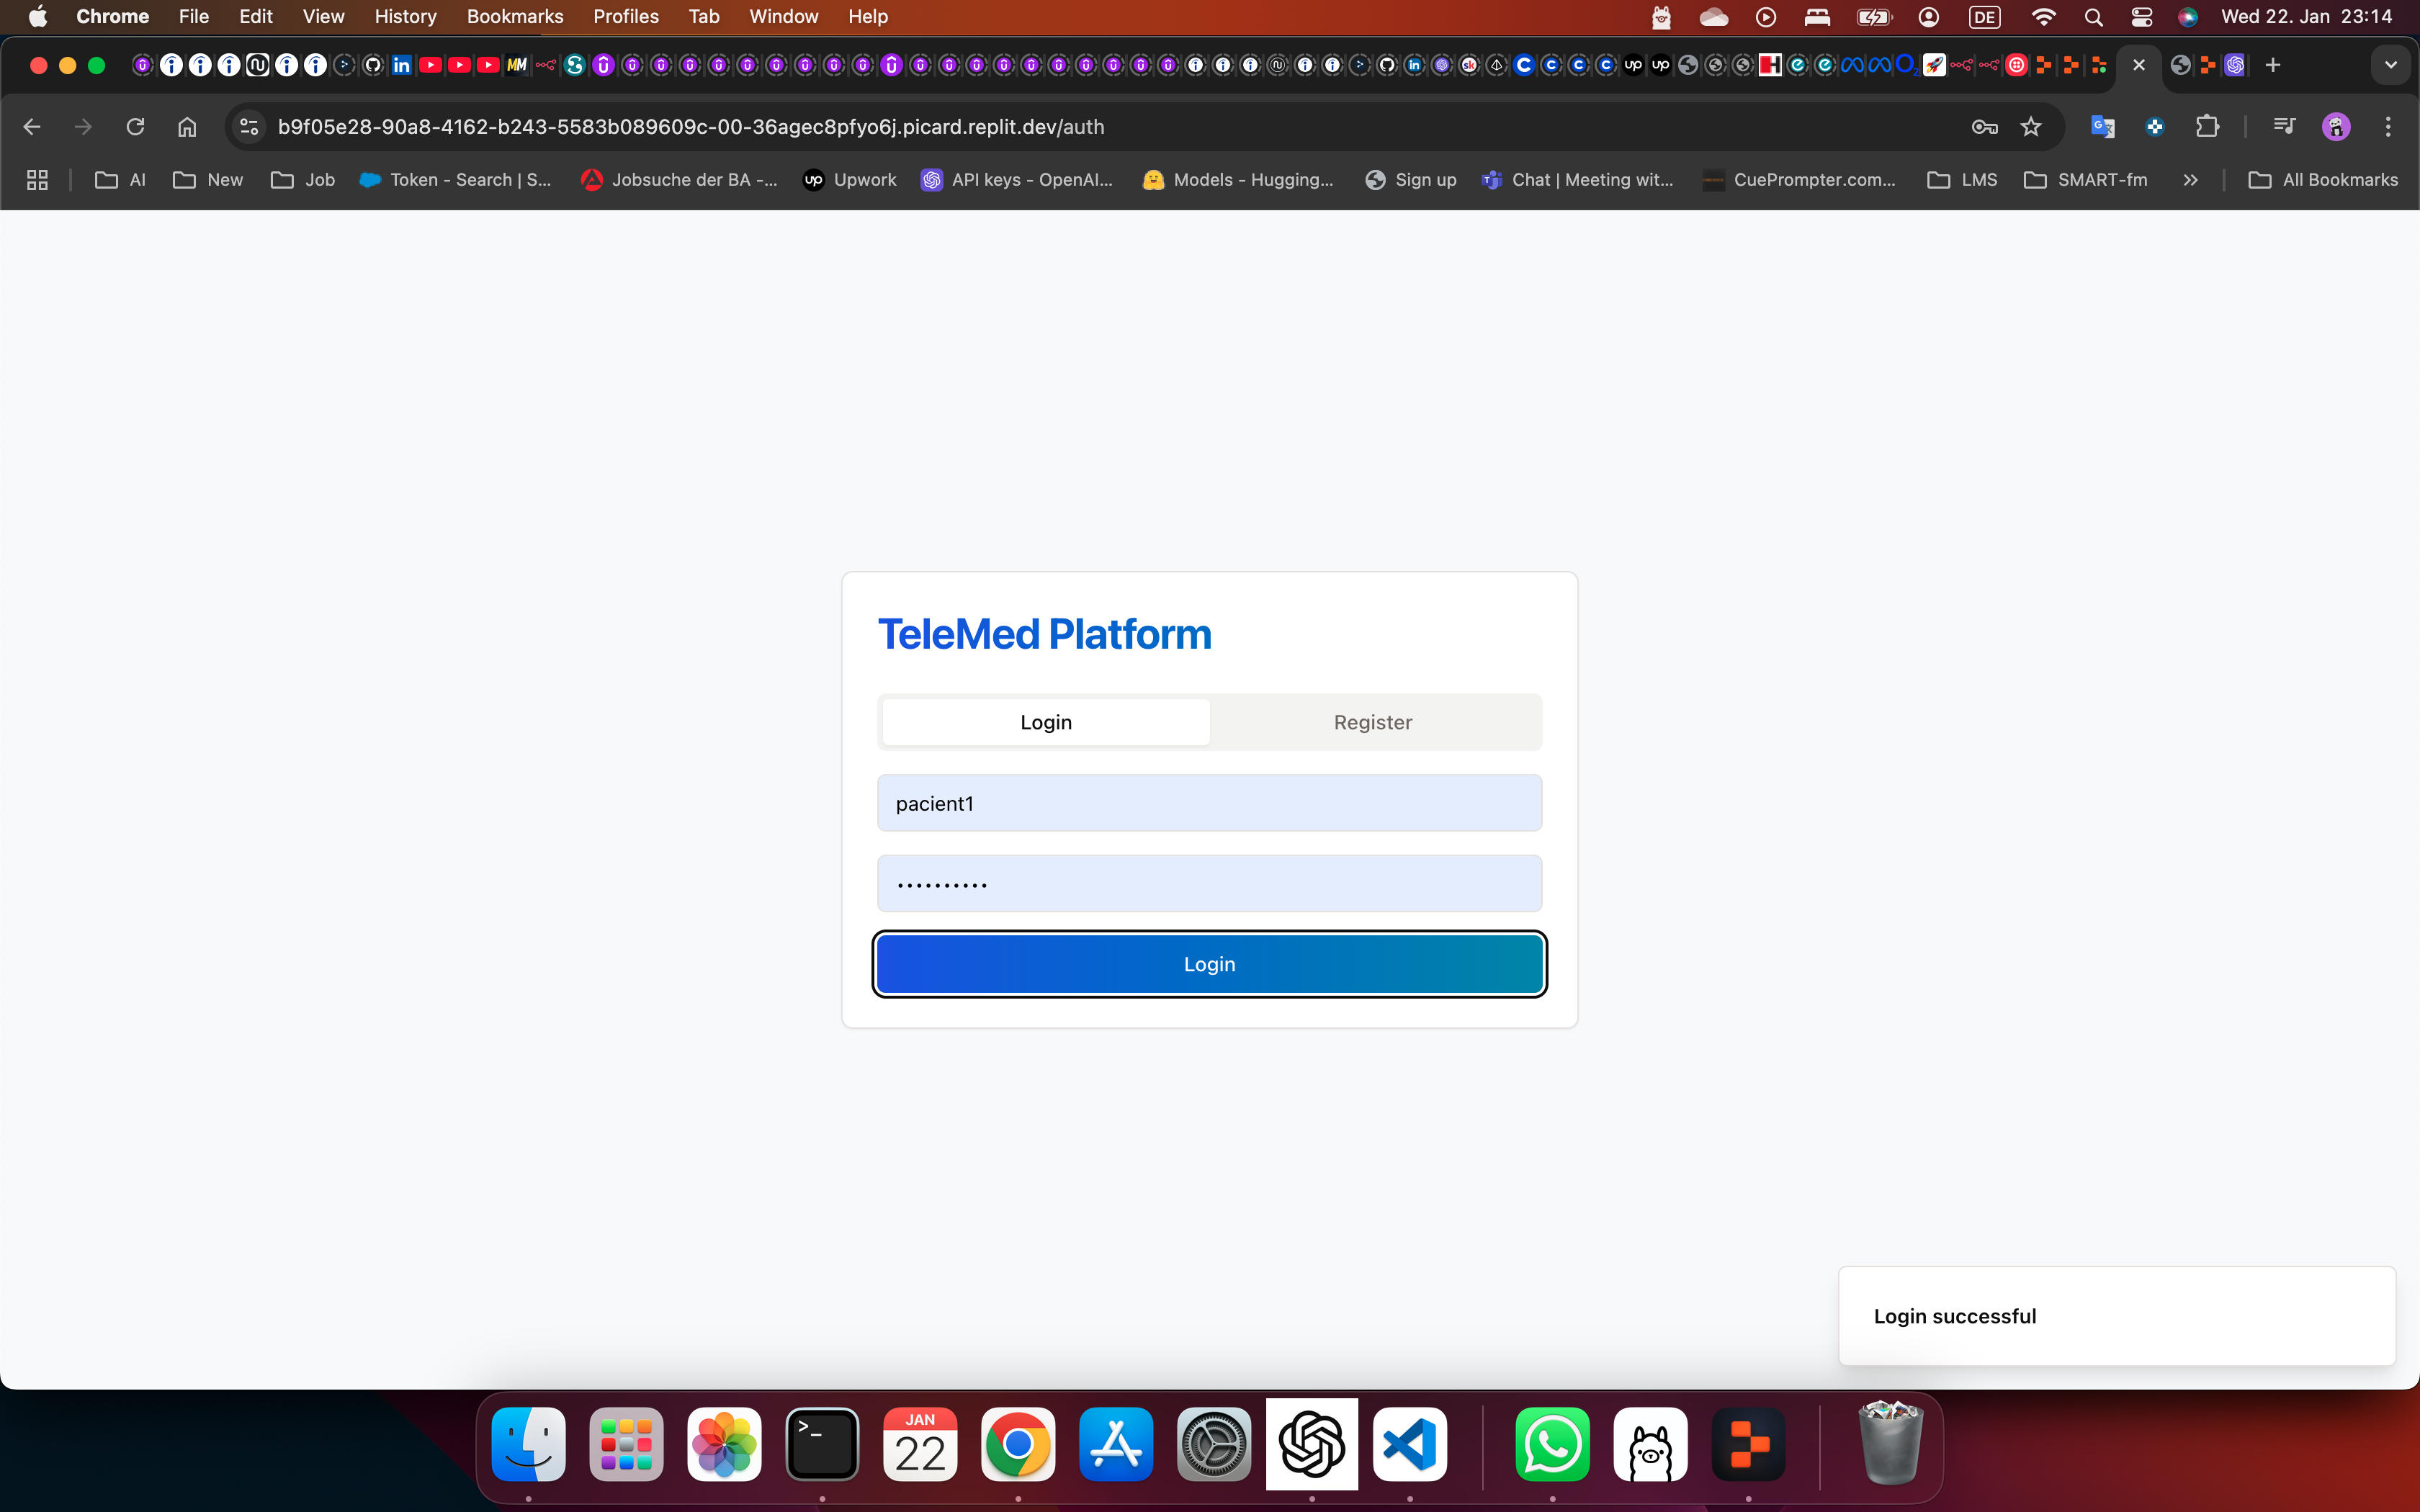 Chrome File Edit View History Bookmarks Profiles Tab Window Help DE Wed 22. Jan 23:14
b9f05e28-90a8-4162-b243-5583b089609c-00-36agec8pfyo6j.picard.replit.dev/auth
AI New Job Token - Search | S... Jobsuche der BA -... up Upwork API keys - OpenAI... Models - Hugging... Sign up Chat | Meeting wit... CuePrompter.com... LMS SMART-fm All Bookmarks
TeleMed Platform
Login Register
pacient1
Login
Login successful
JAN
22